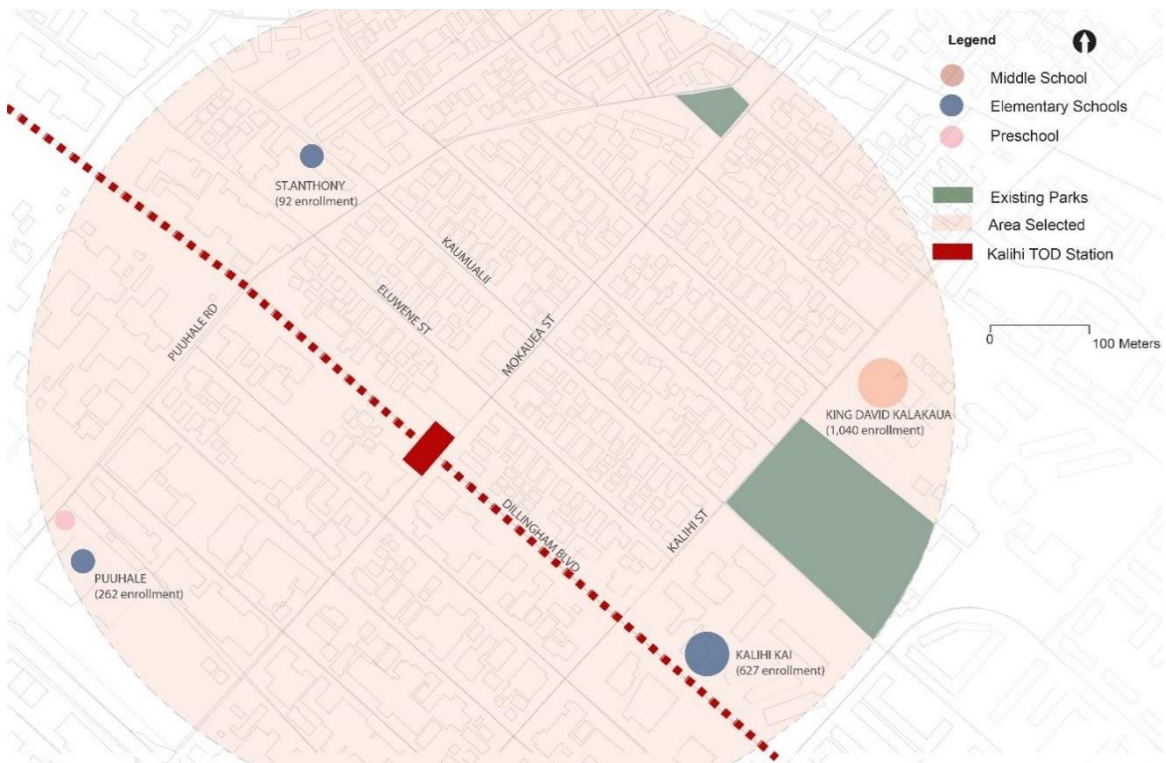 Legend
Middle School
Elementary Schools
Preschool
Existing Parks
Area Selected
Kalihi TOD Station
0
100 Meters
ST.ANTHONY
(92 enrollment)
KAUMUALII
ELUWENE ST
PUUHALE RD
MOKAUEA ST
KING DAVID KALAKAUA
(1,040 enrollment)
DILLINGHAM BLVD
KALIHI ST
PUUHALE
(262 enrollment)
KALIHI KAI
(627 enrollment)